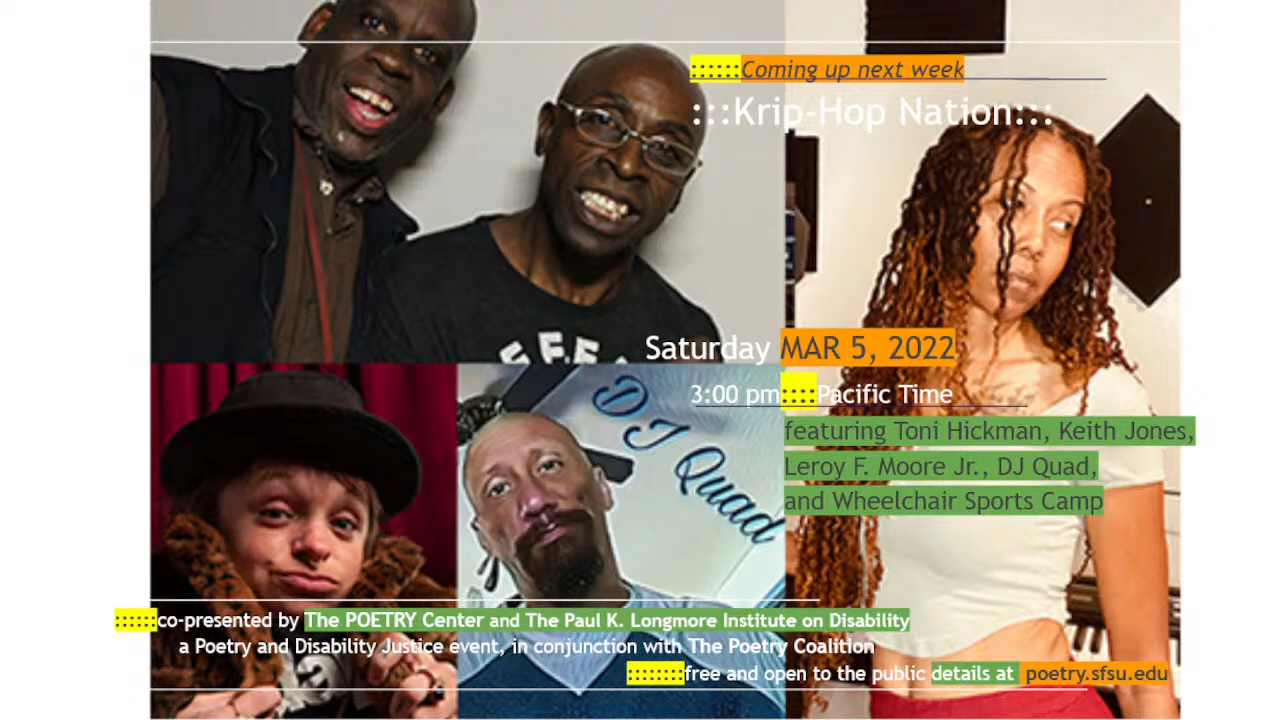 ::::::Coming up next week
:::Krip-Hop Nation:::
Saturday MAR 5, 2022
3:00 pm::::Pacific Time
featuring Toni Hickman, Keith Jones,
Leroy F. Moore Jr., DJ Quad,
and Wheelchair Sports Camp
DJ Quad
::::::co-presented by The POETRY Center and The Paul K. Longmore Institute on Disability
a Poetry and Disability Justice event, in conjunction with The Poetry Coalition
::::::::free and open to the public details at poetry.sfsu.edu